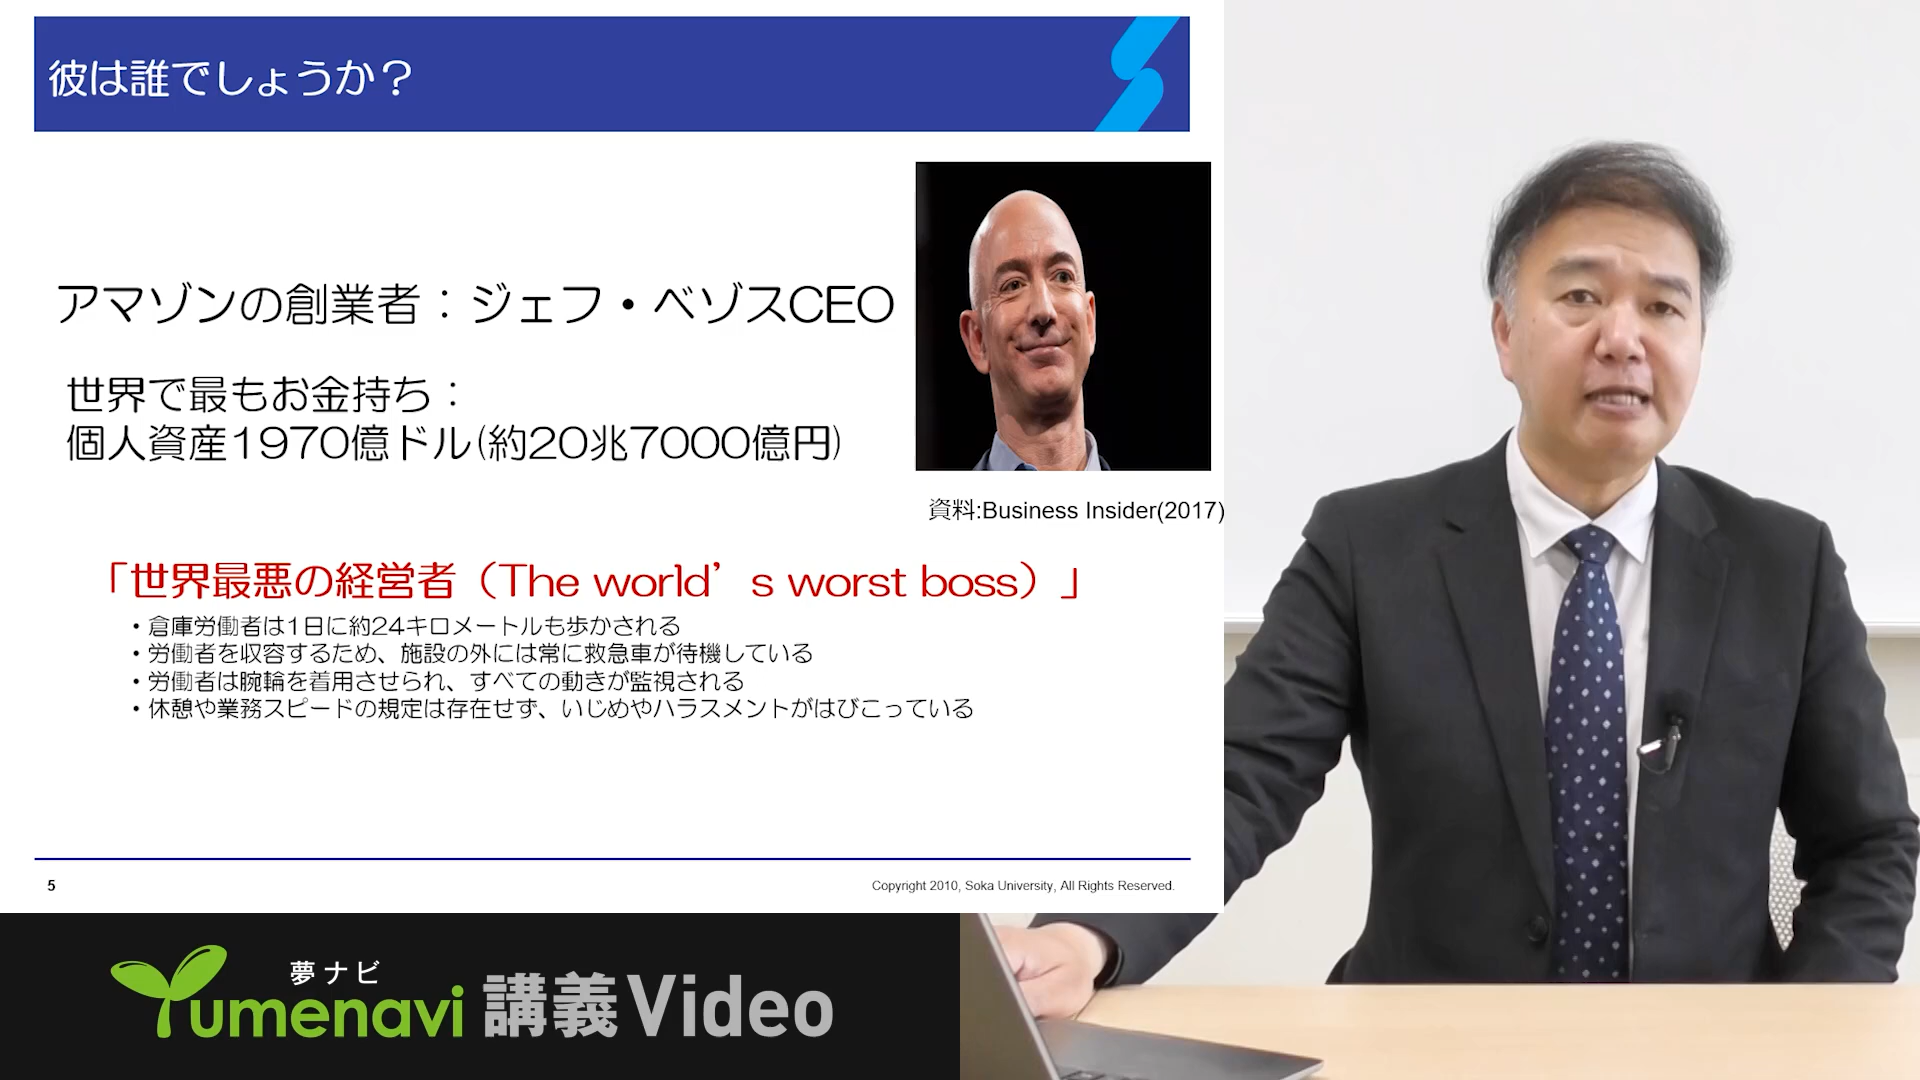 彼は誰でしょうか？
アマゾンの創業者：ジェフ・ベゾスCEO
世界で最もお金持ち：
個人資産1970億ドル(約20兆7000億円)
資料:Business Insider(2017)
「世界最悪の経営者（The world’s worst boss）」
・倉庫労働者は1日に約24キロメートルも歩かされる
・労働者を収容するため、施設の外には常に救急車が待機している
・労働者は腕輪を着用させられ、すべての動きが監視される
・休憩や業務スピードの規定は存在せず、いじめやハラスメントがはびこっている
5
Copyright 2010, Soka University, All Rights Reserved.
夢ナビ
Yumenavi 講義Video